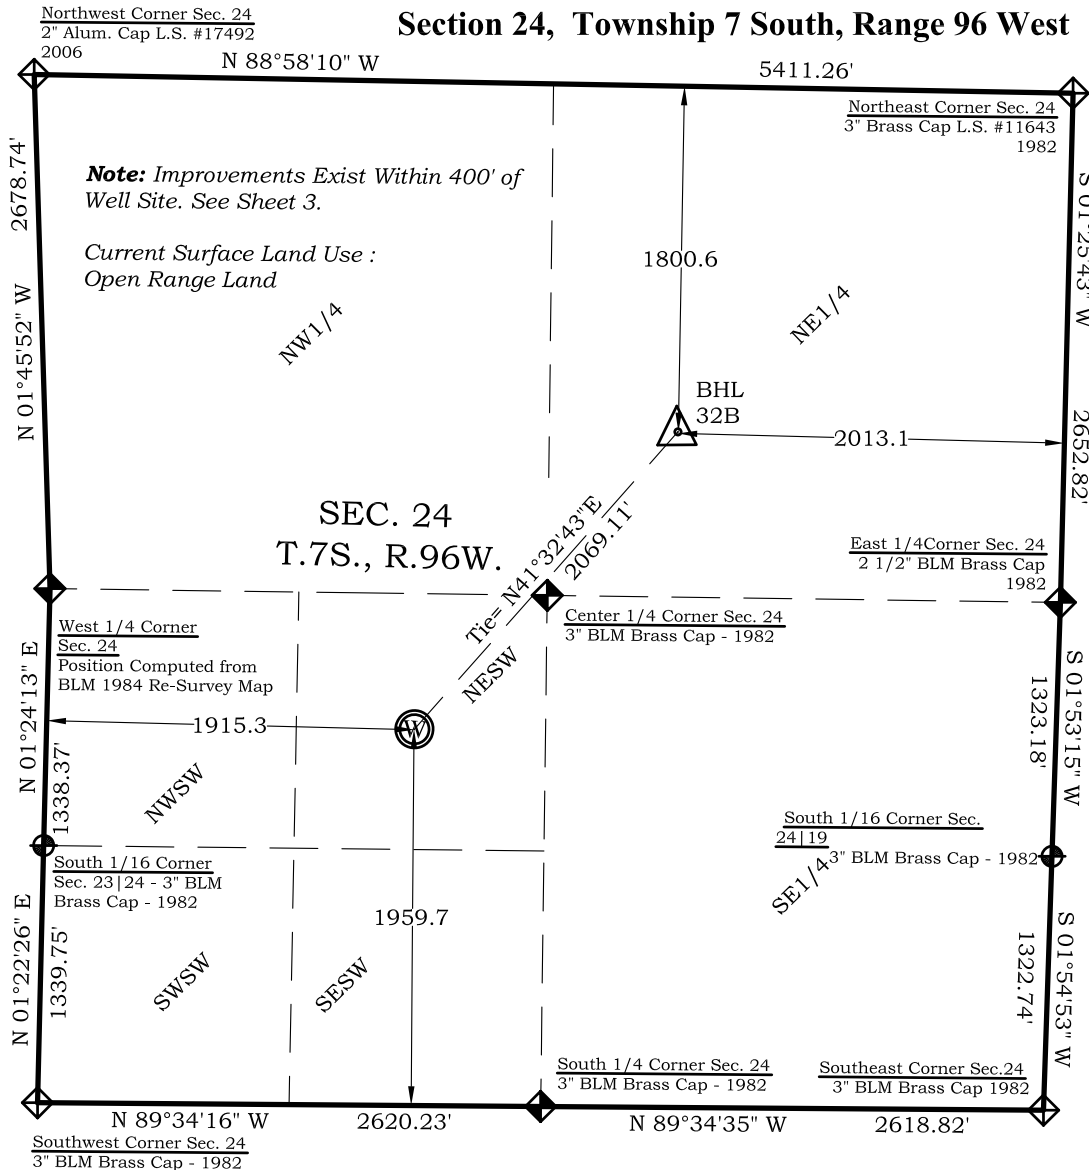 Section 24, Township 7 South, Range 96 West
Northwest Corner Sec. 24
2" Alum. Cap L.S. #17492
2006
N 88°58'10" W
5411.26'
Northeast Corner Sec. 24
3" Brass Cap L.S. #11643
1982
2678.74'
N 01°45'52" W
Note: Improvements Exist Within 400' of
Well Site. See Sheet 3.
Current Surface Land Use :
Open Range Land
NW1/4
1800.6
NE1/4
S 01°25'43" W
2652.82'
BHL
32B
2013.1
SEC. 24
T.7S., R.96W.
Tie= N41°32'43"E
2069.11'
East 1/4Corner Sec. 24
2 1/2" BLM Brass Cap
1982
Center 1/4 Corner Sec. 24
3" BLM Brass Cap - 1982
West 1/4 Corner
Sec. 24
Position Computed from
BLM 1984 Re-Survey Map
NESW
N 01°24'13" E
1338.37'
1915.3
W
NWSW
1323.18'
S 01°53'15" W
South 1/16 Corner Sec.
24|19
3" BLM Brass Cap - 1982
SE1/4
South 1/16 Corner
Sec. 23|24 - 3" BLM
Brass Cap - 1982
1959.7
N 01°22'26" E
1339.75'
SWSW
SESW
1322.74'
S 01°54'53" W
South 1/4 Corner Sec. 24
3" BLM Brass Cap - 1982
Southeast Corner Sec.24
3" BLM Brass Cap 1982
N 89°34'16" W
2620.23'
N 89°34'35" W
2618.82'
Southwest Corner Sec. 24
3" BLM Brass Cap - 1982